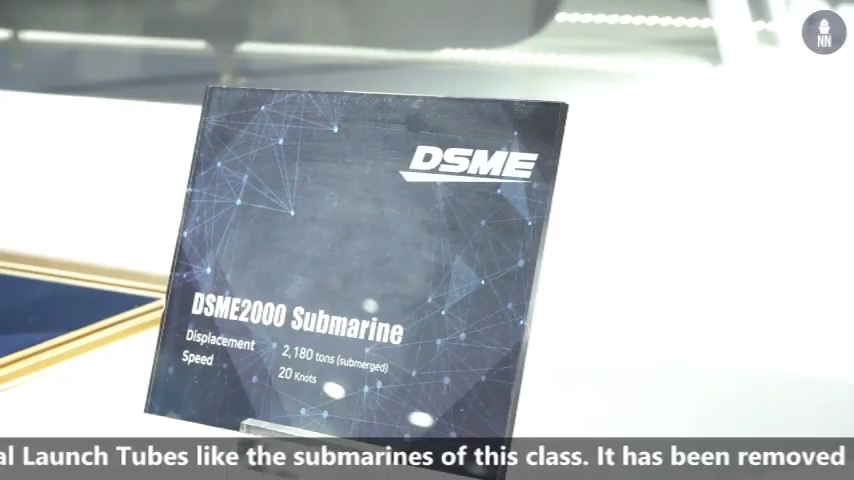 NN
DSME
DSME2000 Submarine
Displacement 2,180 tons (submerged)
Speed 20 Knots
al Launch Tubes like the submarines of this class. It has been removed